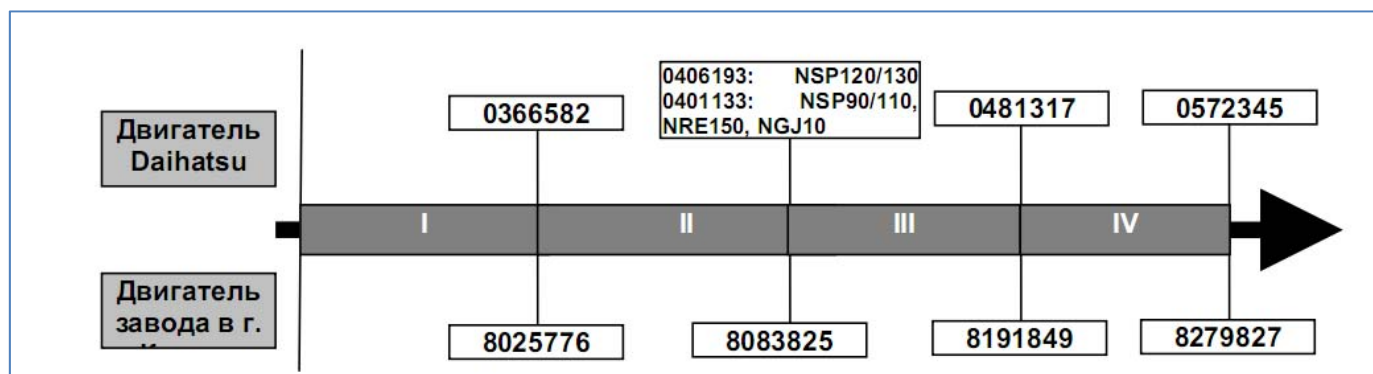 Двигатель
Daihatsu
0366582
0406193: NSP120/130
0401133: NSP90/110,
NRE150, NGJ10
0481317
0572345
I
II
III
IV
Двигатель
завода в г.
8025776
8083825
8191849
8279827